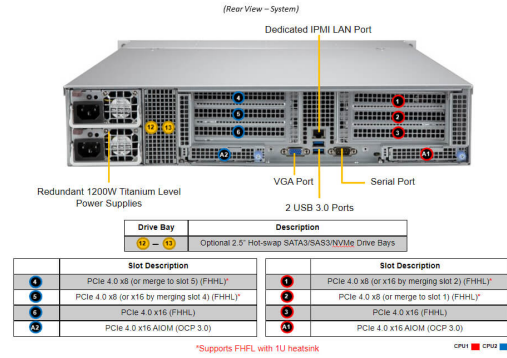 (Rear View – System)
Dedicated IPMI LAN Port
4
5
6
1
2
3
12
13
A2
A1
VGA Port
Serial Port
2 USB 3.0 Ports
Redundant 1200W Titanium Level
Power Supplies
Drive Bay Description
12 – 13 Optional 2.5" Hot-swap SATA3/SAS3/NVMe Drive Bays
Slot Description
4 PCIe 4.0 x8 (or merge to slot 5) (FHHL)*
5 PCIe 4.0 x8 (or x16 by merging slot 4) (FHHL)*
6 PCIe 4.0 x16 (FHHL)
A2 PCIe 4.0 x16 AIOM (OCP 3.0)
Slot Description
1 PCIe 4.0 x8 (or x16 by merging slot 2) (FHHL)*
2 PCIe 4.0 x8 (or merge to slot 1) (FHHL)*
3 PCIe 4.0 x16 (FHHL)
A1 PCIe 4.0 x16 AIOM (OCP 3.0)
*Supports FHFL with 1U heatsink
CPU1 CPU2